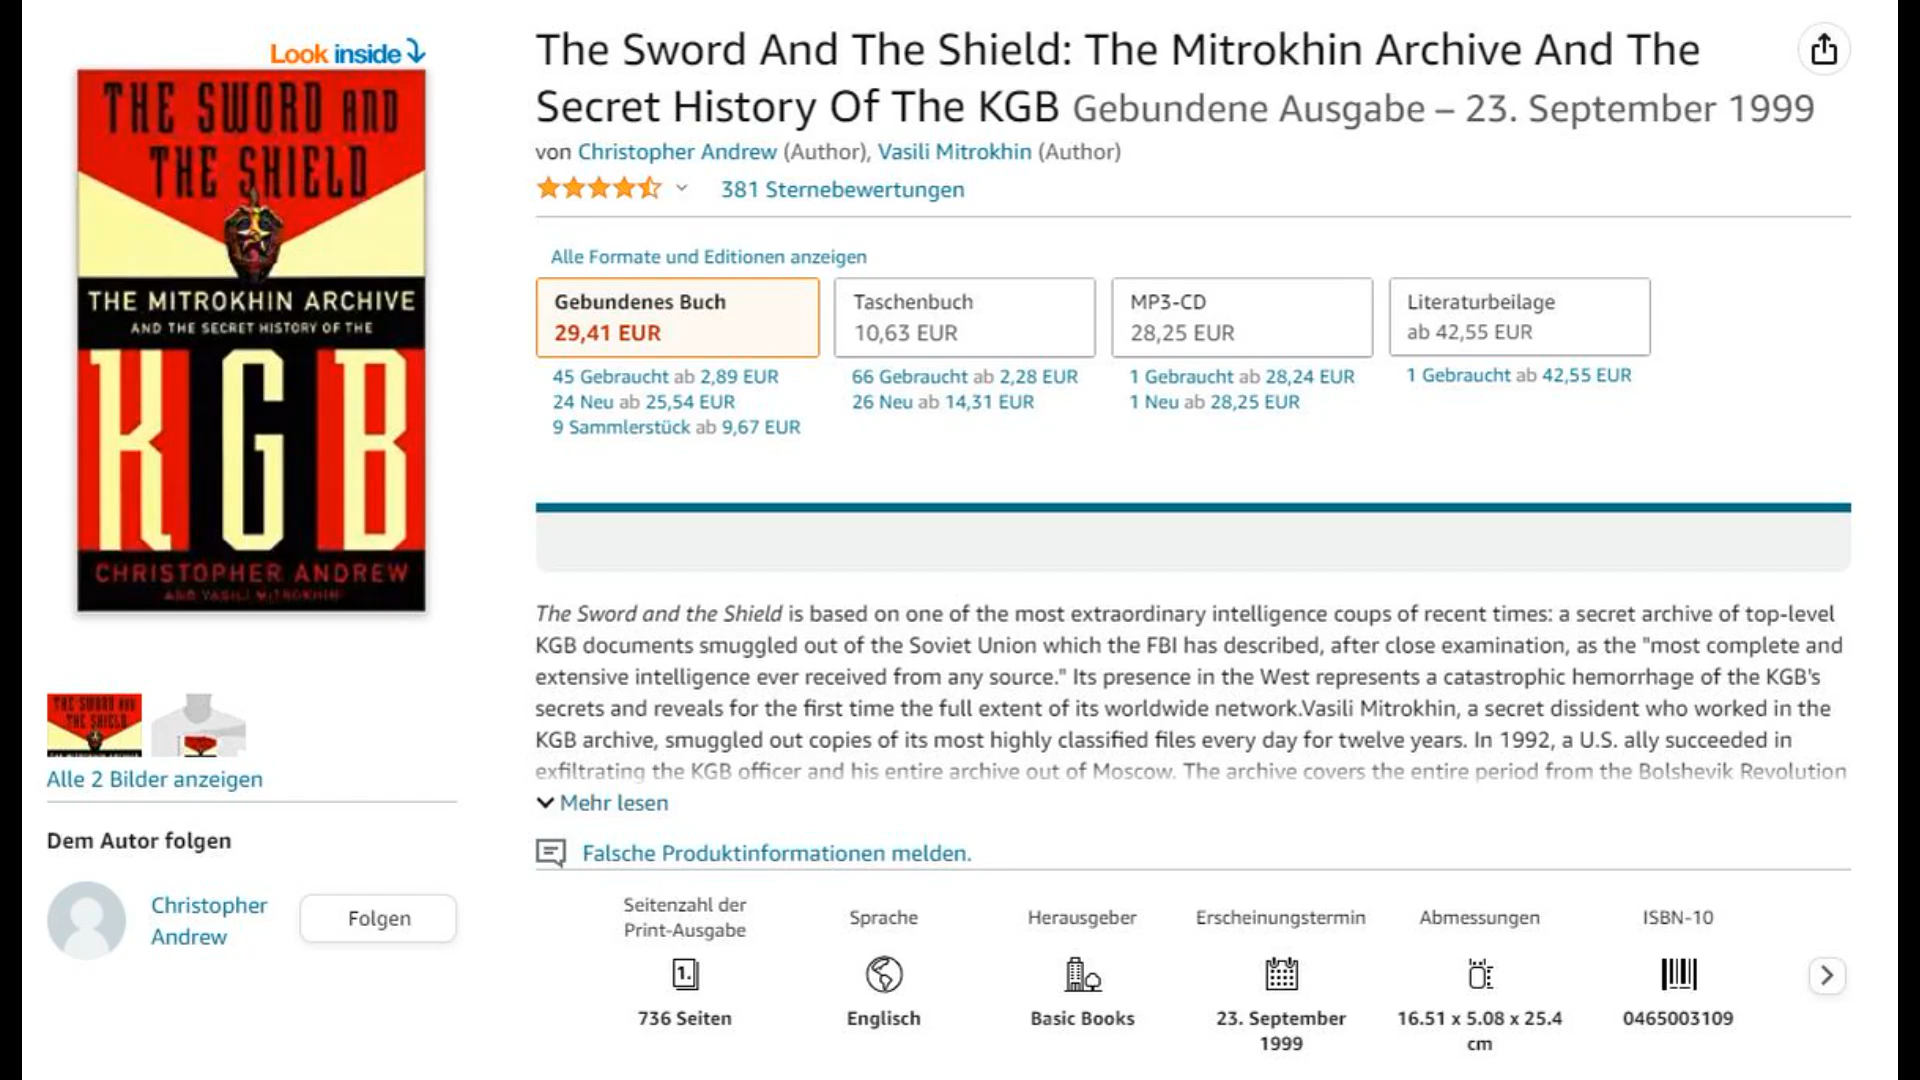 Look inside
THE SWORD AND
THE SHIELD
THE MITROKHIN ARCHIVE
AND THE SECRET HISTORY OF THE
KGB
CHRISTOPHER ANDREW
AND VASILI MITROKHIN
THE SWORD AND
THE SHIELD
Alle 2 Bilder anzeigen
Dem Autor folgen
Christopher
Andrew
Folgen
The Sword And The Shield: The Mitrokhin Archive And The
Secret History Of The KGB Gebundene Ausgabe – 23. September 1999
von Christopher Andrew (Author), Vasili Mitrokhin (Author)
381 Sternebewertungen
Alle Formate und Editionen anzeigen
Gebundenes Buch
29,41 EUR
45 Gebraucht ab 2,89 EUR
24 Neu ab 25,54 EUR
9 Sammlerstück ab 9,67 EUR
Taschenbuch
10,63 EUR
66 Gebraucht ab 2,28 EUR
26 Neu ab 14,31 EUR
MP3-CD
28,25 EUR
1 Gebraucht ab 28,24 EUR
1 Neu ab 28,25 EUR
Literaturbeilage
ab 42,55 EUR
1 Gebraucht ab 42,55 EUR
The Sword and the Shield is based on one of the most extraordinary intelligence coups of recent times: a secret archive of top-level
KGB documents smuggled out of the Soviet Union which the FBI has described, after close examination, as the "most complete and
extensive intelligence ever received from any source." Its presence in the West represents a catastrophic hemorrhage of the KGB's
secrets and reveals for the first time the full extent of its worldwide network.Vasili Mitrokhin, a secret dissident who worked in the
KGB archive, smuggled out copies of its most highly classified files every day for twelve years. In 1992, a U.S. ally succeeded in
exfiltrating the KGB officer and his entire archive out of Moscow. The archive covers the entire period from the Bolshevik Revolution
Mehr lesen
Falsche Produktinformationen melden.
Seitenzahl der
Print-Ausgabe
1.
736 Seiten
Sprache
Englisch
Herausgeber
Basic Books
Erscheinungstermin
23. September
1999
Abmessungen
16.51 x 5.08 x 25.4
cm
ISBN-10
0465003109